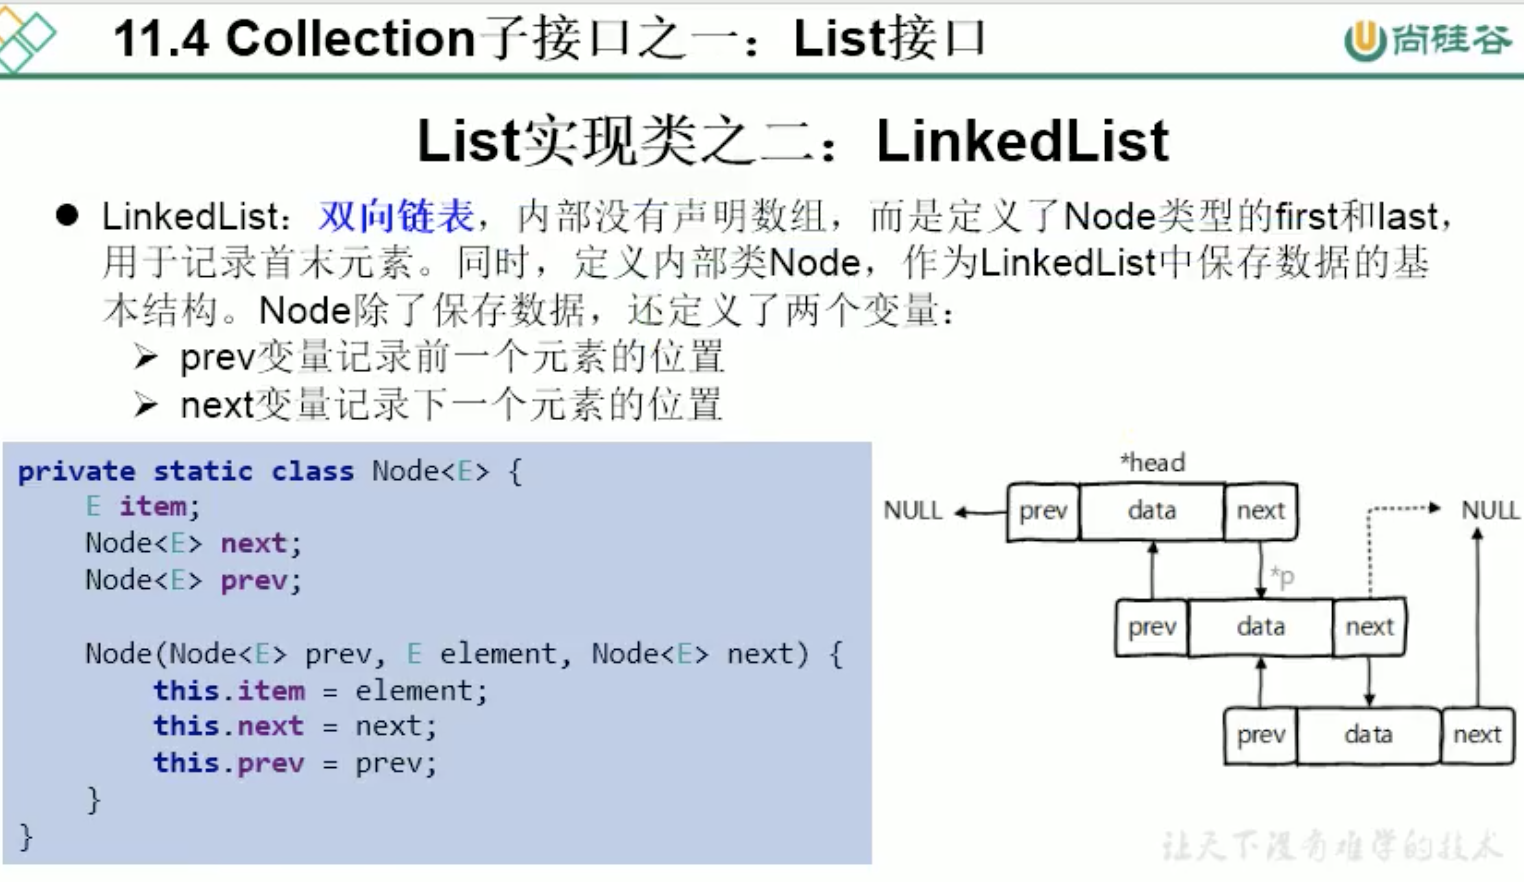 11.4 Collection子接口之一：List接口
尚硅谷
List实现类之二：LinkedList
● LinkedList：双向链表，内部没有声明数组，而是定义了Node类型的first和last，
用于记录首末元素。同时，定义内部类Node，作为LinkedList中保存数据的基
本结构。Node除了保存数据，还定义了两个变量：
➢ prev变量记录前一个元素的位置
➢ next变量记录下一个元素的位置
private static class Node<E> {
    E item;
    Node<E> next;
    Node<E> prev;
    Node(Node<E> prev, E element, Node<E> next) {
        this.item = element;
        this.next = next;
        this.prev = prev;
    }
}
*head
NULL prev data next NULL
*p
prev data next
prev data next
让天下没有难学的技术